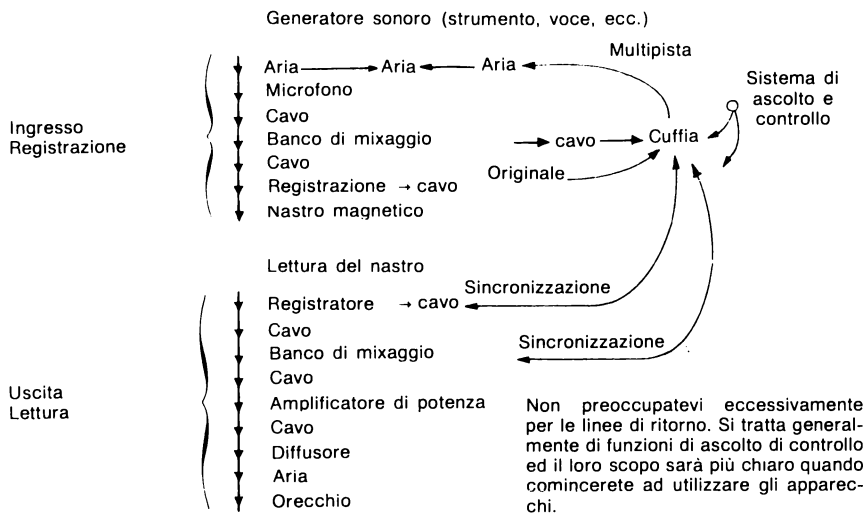 Generatore sonoro (strumento, voce, ecc.)
Multipista
Aria → Aria ← Aria
Microfono
Cavo
Banco di mixaggio → cavo → Cuffia
Cavo
Originale
Registrazione → cavo
Nastro magnetico
Ingresso
Registrazione
Sistema di
ascolto e
controllo
Lettura del nastro
Sincronizzazione
Registratore → cavo
Cavo
Sincronizzazione
Banco di mixaggio
Cavo
Amplificatore di potenza
Cavo
Diffusore
Aria
Orecchio
Uscita
Lettura
Non preoccupatevi eccessivamente
per le linee di ritorno. Si tratta general-
mente di funzioni di ascolto di controllo
ed il loro scopo sarà più chiaro quando
comincerete ad utilizzare gli apparec-
chi.